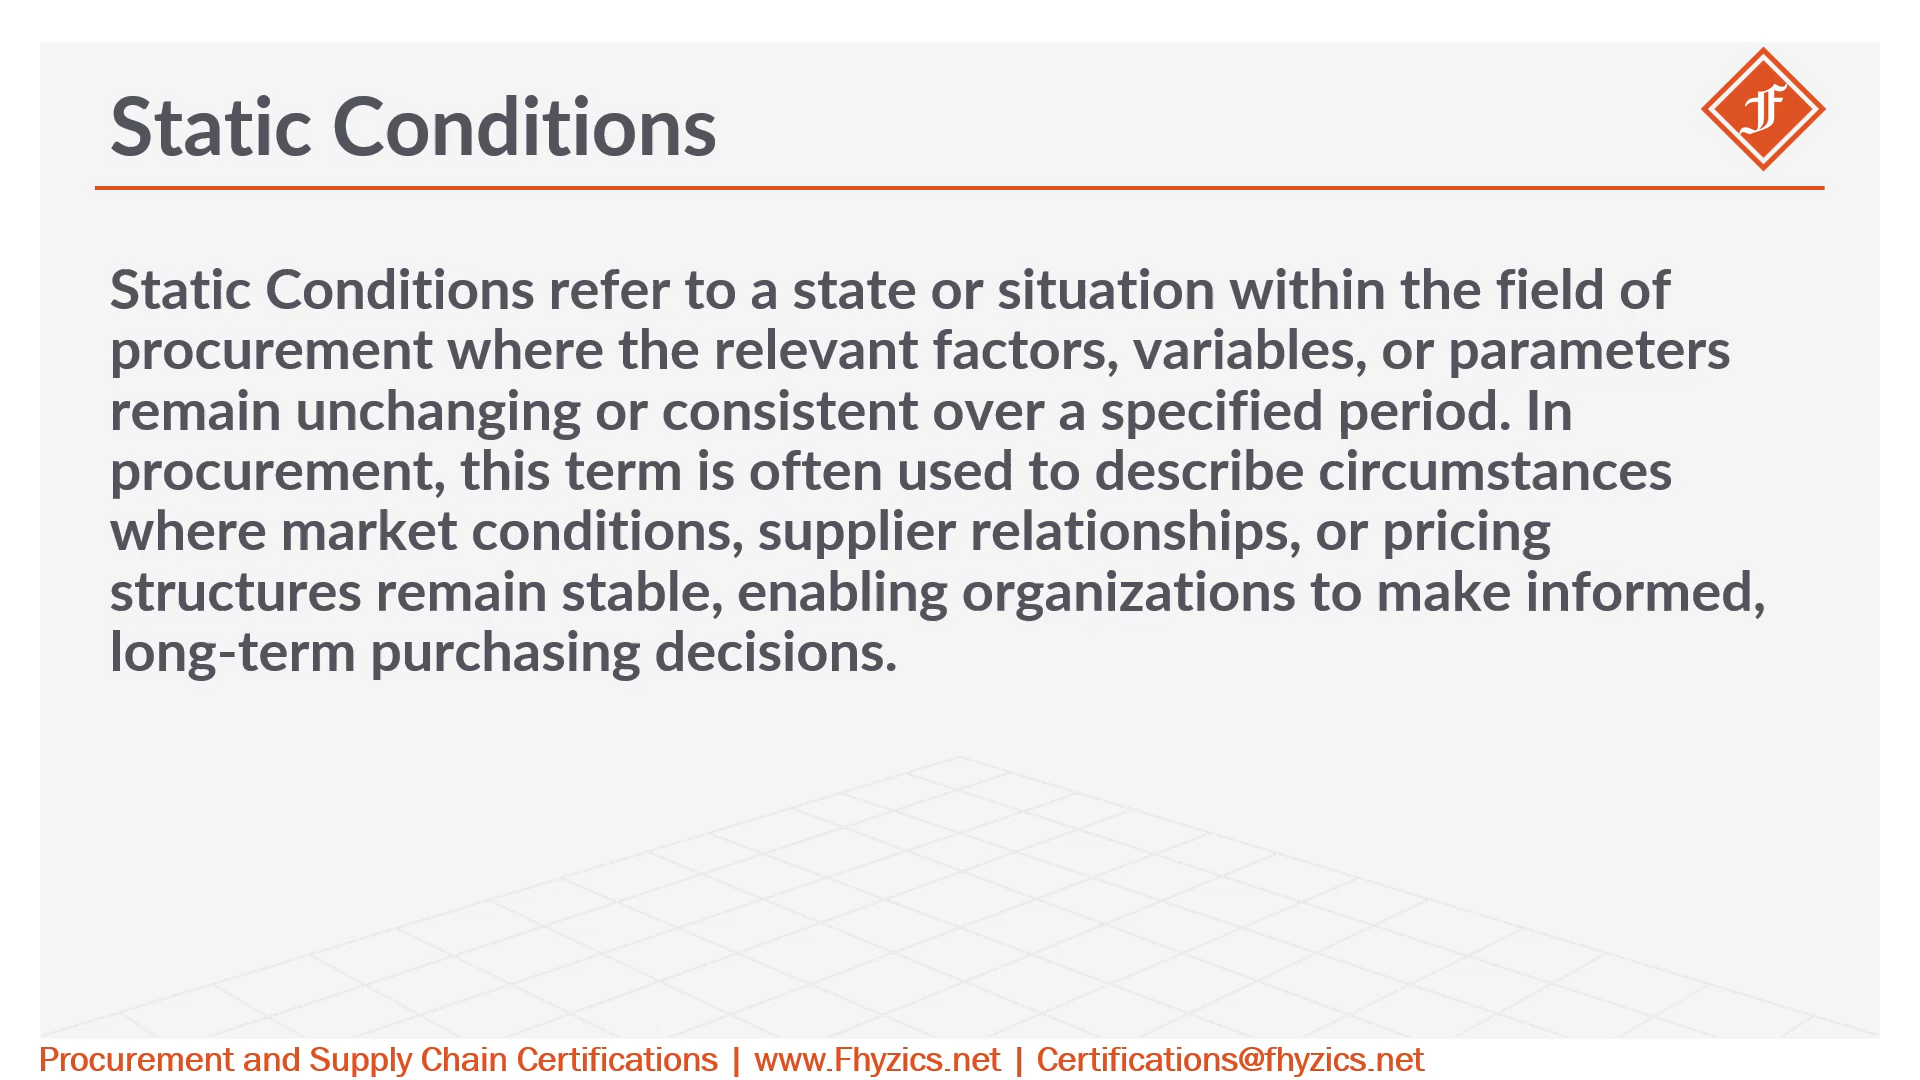 Static Conditions
Static Conditions refer to a state or situation within the field of
procurement where the relevant factors, variables, or parameters
remain unchanging or consistent over a specified period. In
procurement, this term is often used to describe circumstances
where market conditions, supplier relationships, or pricing
structures remain stable, enabling organizations to make informed,
long-term purchasing decisions.
Procurement and Supply Chain Certifications | www.Fhyzics.net | Certifications@fhyzics.net